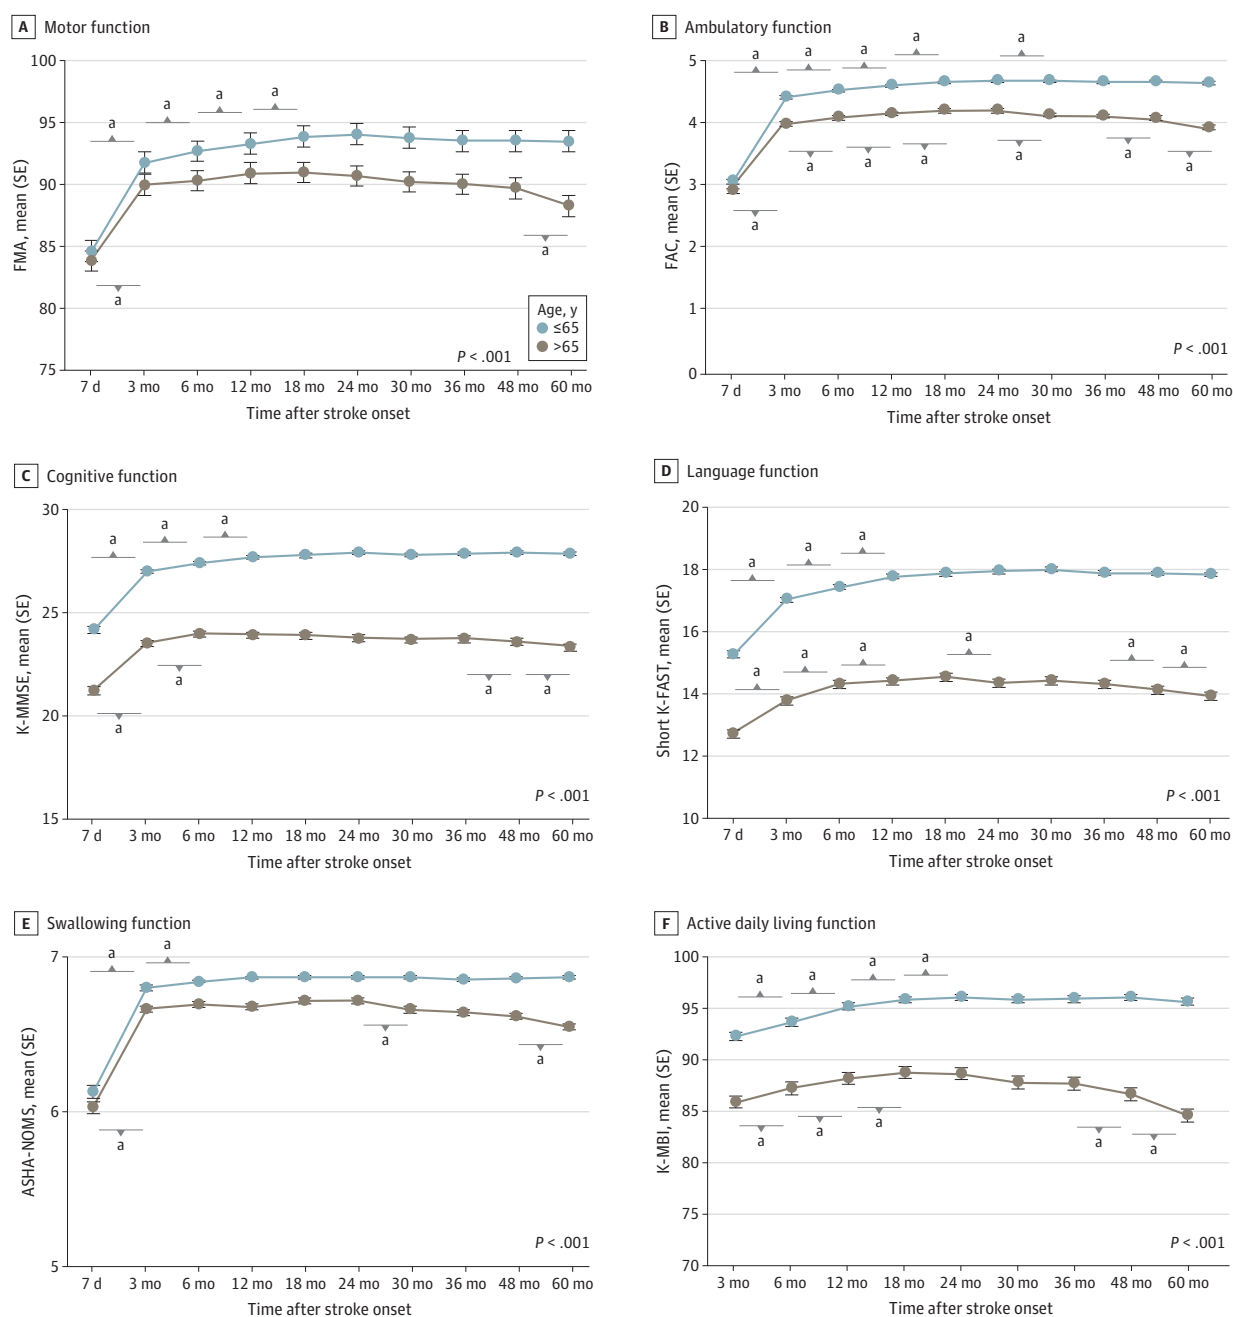 A Motor function
100
95
90
85
80
75
FMA, mean (SE)
a a a a
a a
Age, y
≤65
>65
P < .001
7 d 3 mo 6 mo 12 mo 18 mo 24 mo 30 mo 36 mo 48 mo 60 mo
Time after stroke onset
B Ambulatory function
5
4
3
2
1
0
FAC, mean (SE)
a a a a a
a a a a a a a
P < .001
7 d 3 mo 6 mo 12 mo 18 mo 24 mo 30 mo 36 mo 48 mo 60 mo
Time after stroke onset
C Cognitive function
30
25
20
15
K-MMSE, mean (SE)
a a a
a a a a
P < .001
7 d 3 mo 6 mo 12 mo 18 mo 24 mo 30 mo 36 mo 48 mo 60 mo
Time after stroke onset
D Language function
20
18
16
14
12
10
Short K-FAST, mean (SE)
a a a
a a a a a a
P < .001
7 d 3 mo 6 mo 12 mo 18 mo 24 mo 30 mo 36 mo 48 mo 60 mo
Time after stroke onset
E Swallowing function
7
6
5
ASHA-NOMS, mean (SE)
a a
a a a
P < .001
7 d 3 mo 6 mo 12 mo 18 mo 24 mo 30 mo 36 mo 48 mo 60 mo
Time after stroke onset
F Active daily living function
100
95
90
85
80
75
70
K-MBI, mean (SE)
a a a a
a a a a a
P < .001
3 mo 6 mo 12 mo 18 mo 24 mo 30 mo 36 mo 48 mo 60 mo
Time after stroke onset